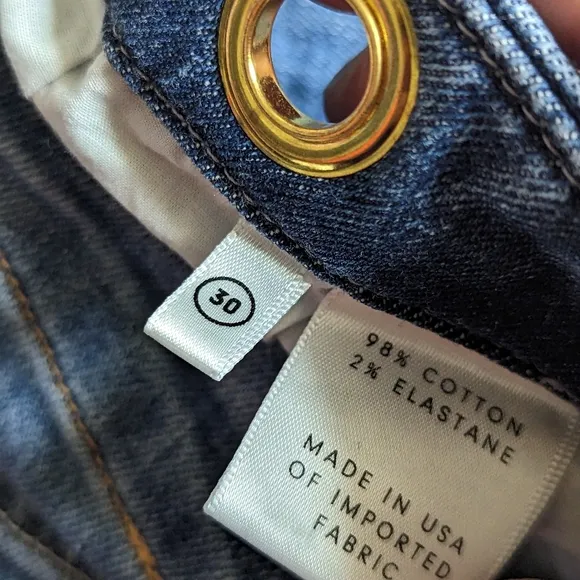 30
98% COTTON
2% ELASTANE
MADE IN USA
OF IMPORTED
FABRIC